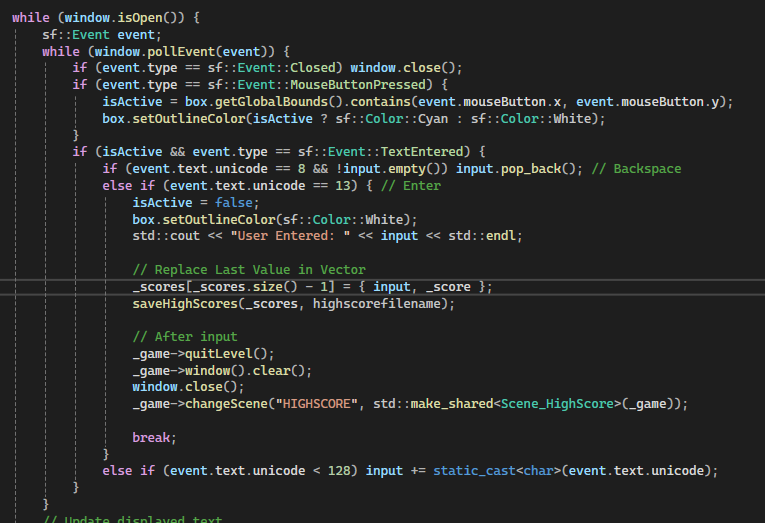 while (window.isOpen()) {
sf::Event event;
while (window.pollEvent(event)) {
if (event.type == sf::Event::Closed) window.close();
if (event.type == sf::Event::MouseButtonPressed) {
isActive = box.getGlobalBounds().contains(event.mouseButton.x, event.mouseButton.y);
box.setOutlineColor(isActive ? sf::Color::Cyan : sf::Color::White);
}
if (isActive && event.type == sf::Event::TextEntered) {
if (event.text.unicode == 8 && !input.empty()) input.pop_back(); // Backspace
else if (event.text.unicode == 13) { // Enter
isActive = false;
box.setOutlineColor(sf::Color::White);
std::cout << "User Entered: " << input << std::endl;
// Replace Last Value in Vector
_scores[_scores.size() - 1] = { input, _score };
saveHighScores(_scores, highscorefilename);
// After input
_game->quitLevel();
_game->window().clear();
window.close();
_game->changeScene("HIGHSCORE", std::make_shared<Scene_HighScore>(_game));
break;
}
else if (event.text.unicode < 128) input += static_cast<char>(event.text.unicode);
}
}
// Update displayed text